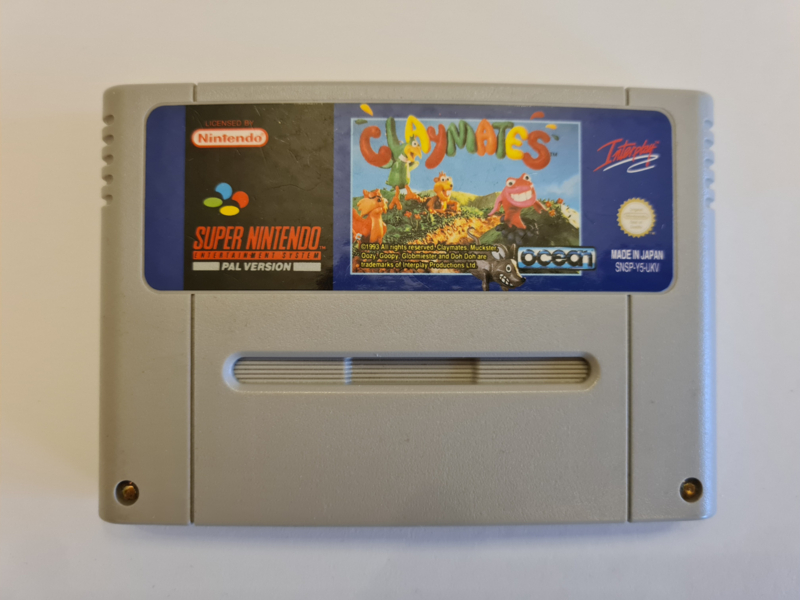 LICENSED BY
Nintendo
SUPER NINTENDO
ENTERTAINMENT SYSTEM
PAL VERSION
CLAYMATES
©1993 All rights reserved. Claymates, Muckster,
Oozy, Goopy, Globmiester and Doh Doh are
trademarks of Interplay Productions Ltd.
ocean
Interplay
MADE IN JAPAN
SNSP-Y5-UKV